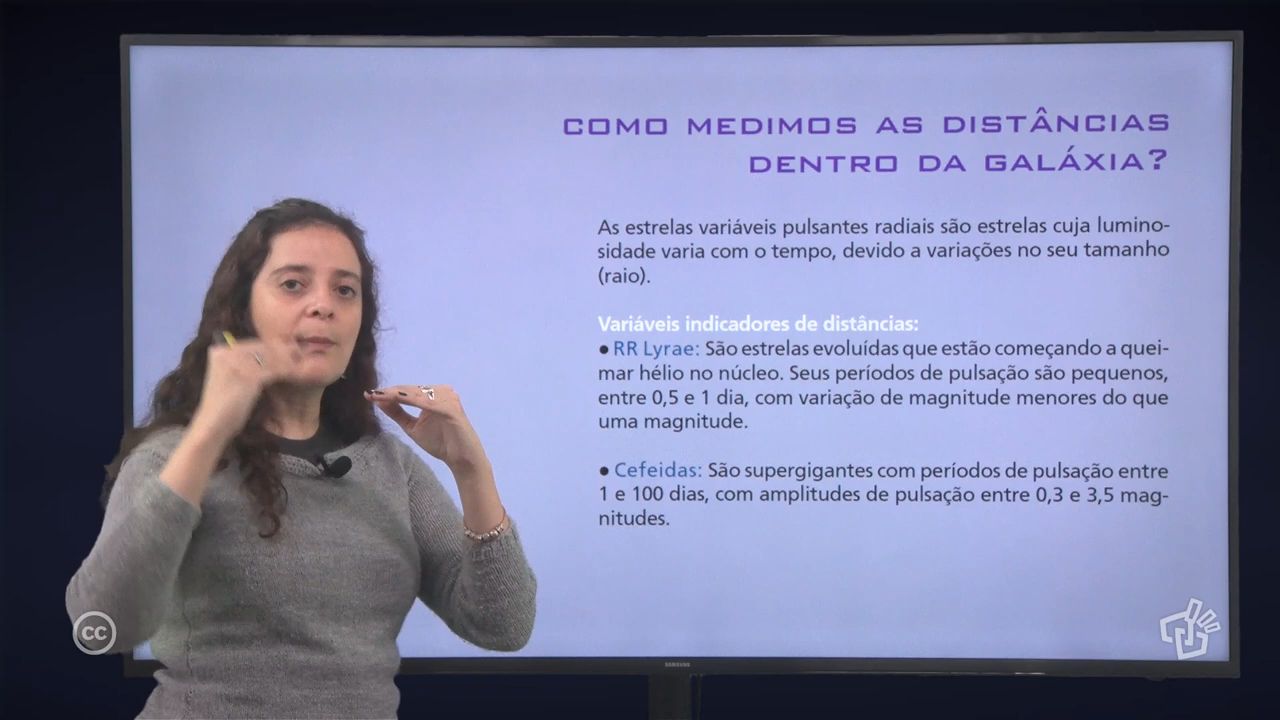 COMO MEDIMOS AS DISTÂNCIAS
DENTRO DA GALÁXIA?
As estrelas variáveis pulsantes radiais são estrelas cuja lumino-
sidade varia com o tempo, devido a variações no seu tamanho
(raio).
Variáveis indicadores de distâncias:
• RR Lyrae: São estrelas evoluídas que estão começando a quei-
mar hélio no núcleo. Seus períodos de pulsação são pequenos,
entre 0,5 e 1 dia, com variação de magnitude menores do que
uma magnitude.
• Cefeidas: São supergigantes com períodos de pulsação entre
1 e 100 dias, com amplitudes de pulsação entre 0,3 e 3,5 mag-
nitudes.
cc
SAMSUNG